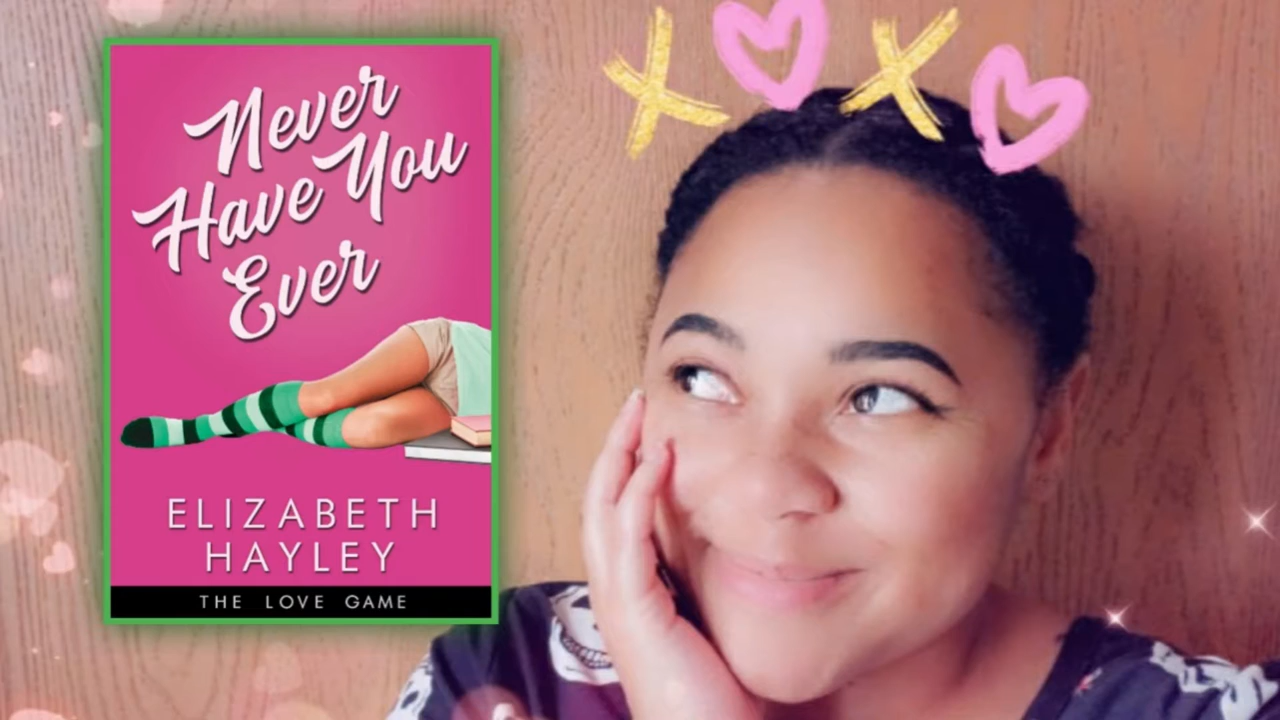 Never
Have You
Ever
ELIZABETH
HAYLEY
THE LOVE GAME
X X